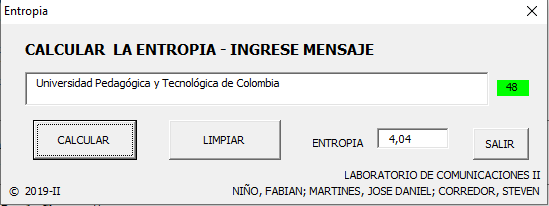 Entropia
CALCULAR LA ENTROPIA - INGRESE MENSAJE
Universidad Pedagógica y Tecnológica de Colombia
48
CALCULAR
LIMPIAR
ENTROPIA
4,04
SALIR
LABORATORIO DE COMUNICACIONES II
© 2019-II
NIÑO, FABIAN; MARTINES, JOSE DANIEL; CORREDOR, STEVEN